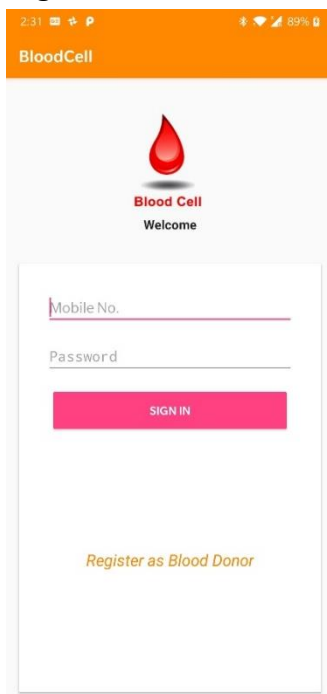 2:31 89%
BloodCell
Blood Cell
Welcome
Mobile No.
Password
SIGN IN
Register as Blood Donor